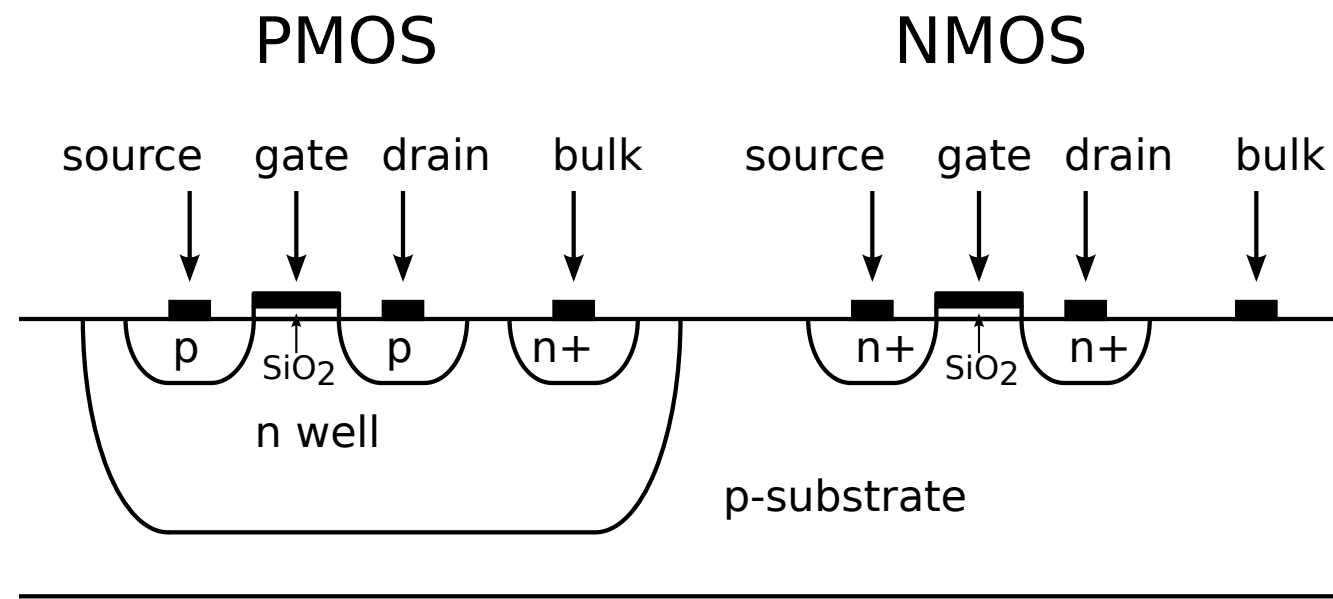 PMOS NMOS
source gate drain bulk source gate drain bulk
p p n+ n+ n+
SiO2 SiO2
n well
p-substrate